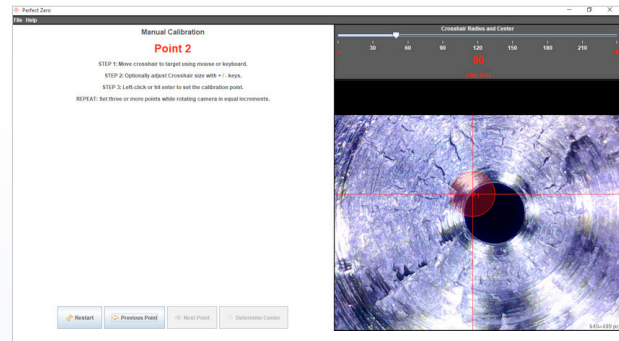 Perfect Zero
File Help
Manual Calibration
Point 2
STEP 1: Move crosshair to target using mouse or keyboard.
STEP 2: Optionally adjust Crosshair size with + / - keys.
STEP 3: Left-click or hit enter to set the calibration point.
REPEAT: Set three or more points while rotating camera in equal increments.
Restart
Previous Point
Next Point
Determine Center
Crosshair Radius and Center
30 60 90 120 150 180 210
50